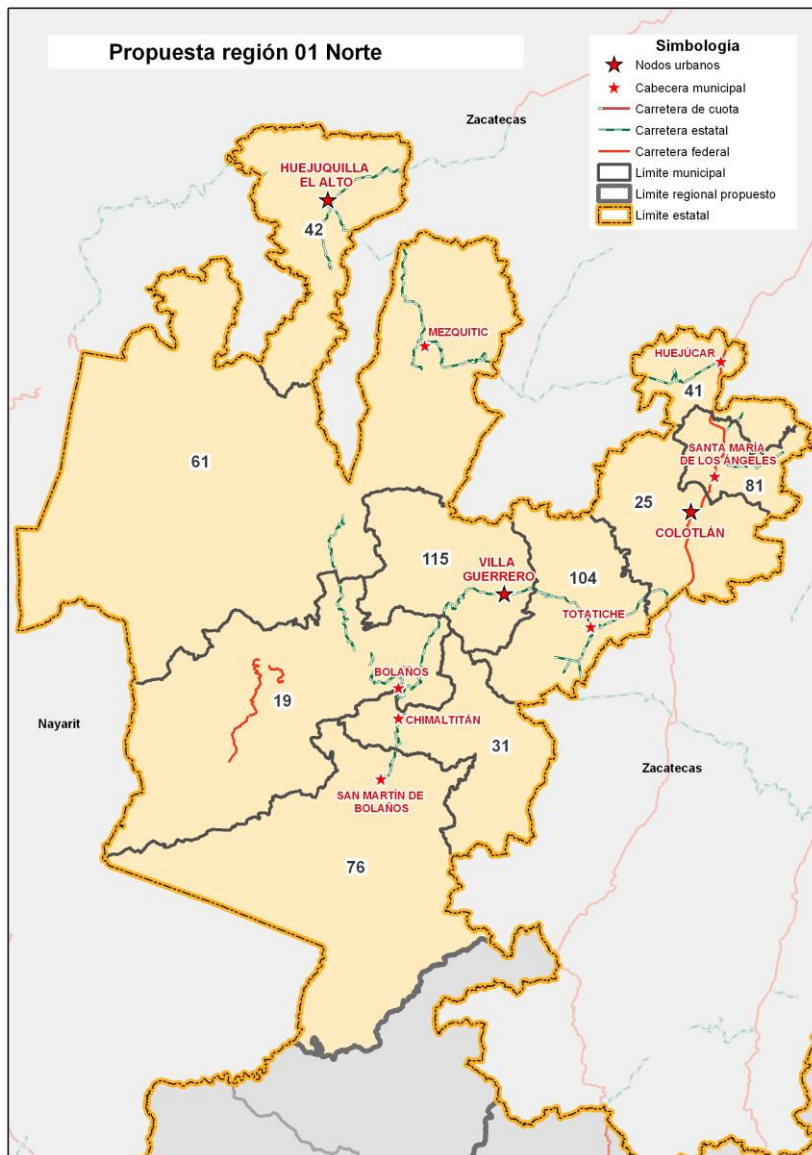 Propuesta región 01 Norte
Simbología
Nodos urbanos
Cabecera municipal
Carretera de cuota
Carretera estatal
Carretera federal
Límite municipal
Límite regional propuesto
Límite estatal
Zacatecas
HUEJUQUILLA
EL ALTO
42
MEZQUITIC
HUEJÚCAR
41
SANTA MARÍA
DE LOS ÁNGELES
81
61
25
COLOTLÁN
115
VILLA
GUERRERO
104
TOTATICHE
BOLAÑOS
19
Nayarit
CHIMALTITÁN
31
Zacatecas
SAN MARTÍN DE
BOLAÑOS
76